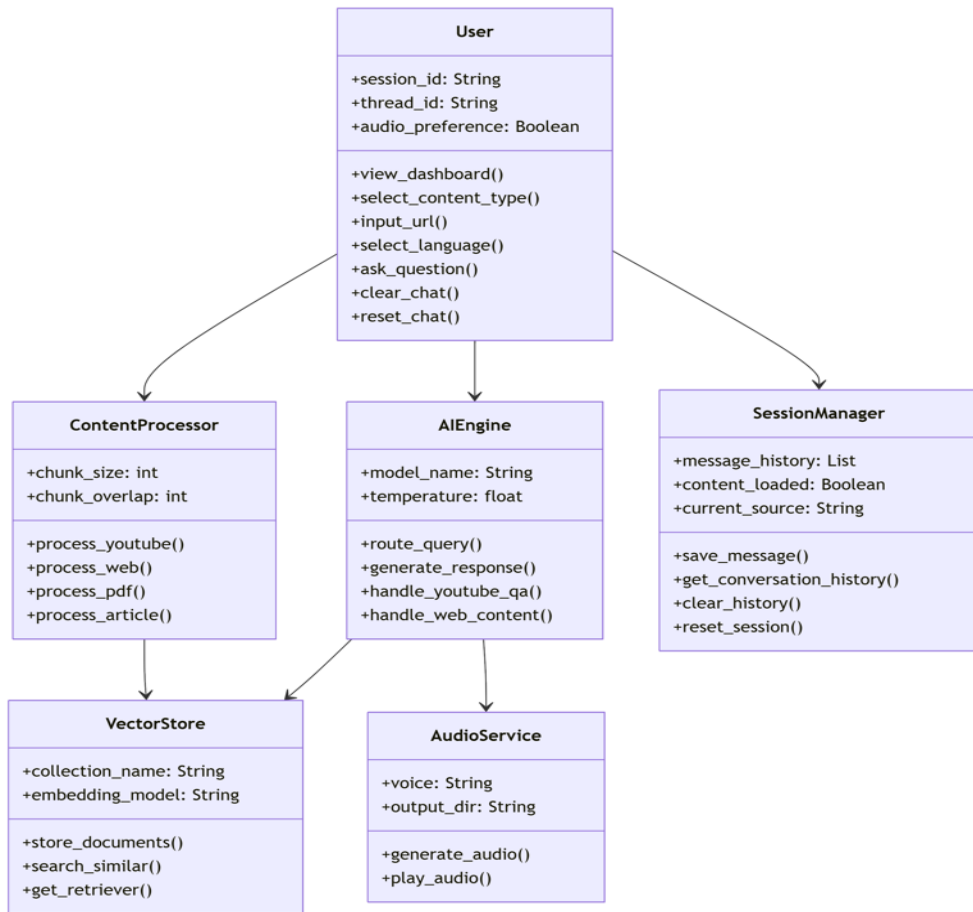 User
+session_id: String
+thread_id: String
+audio_preference: Boolean
+view_dashboard()
+select_content_type()
+input_url()
+select_language()
+ask_question()
+clear_chat()
+reset_chat()
ContentProcessor
+chunk_size: int
+chunk_overlap: int
+process_youtube()
+process_web()
+process_pdf()
+process_article()
AIEngine
+model_name: String
+temperature: float
+route_query()
+generate_response()
+handle_youtube_qa()
+handle_web_content()
SessionManager
+message_history: List
+content_loaded: Boolean
+current_source: String
+save_message()
+get_conversation_history()
+clear_history()
+reset_session()
VectorStore
+collection_name: String
+embedding_model: String
+store_documents()
+search_similar()
+get_retriever()
AudioService
+voice: String
+output_dir: String
+generate_audio()
+play_audio()